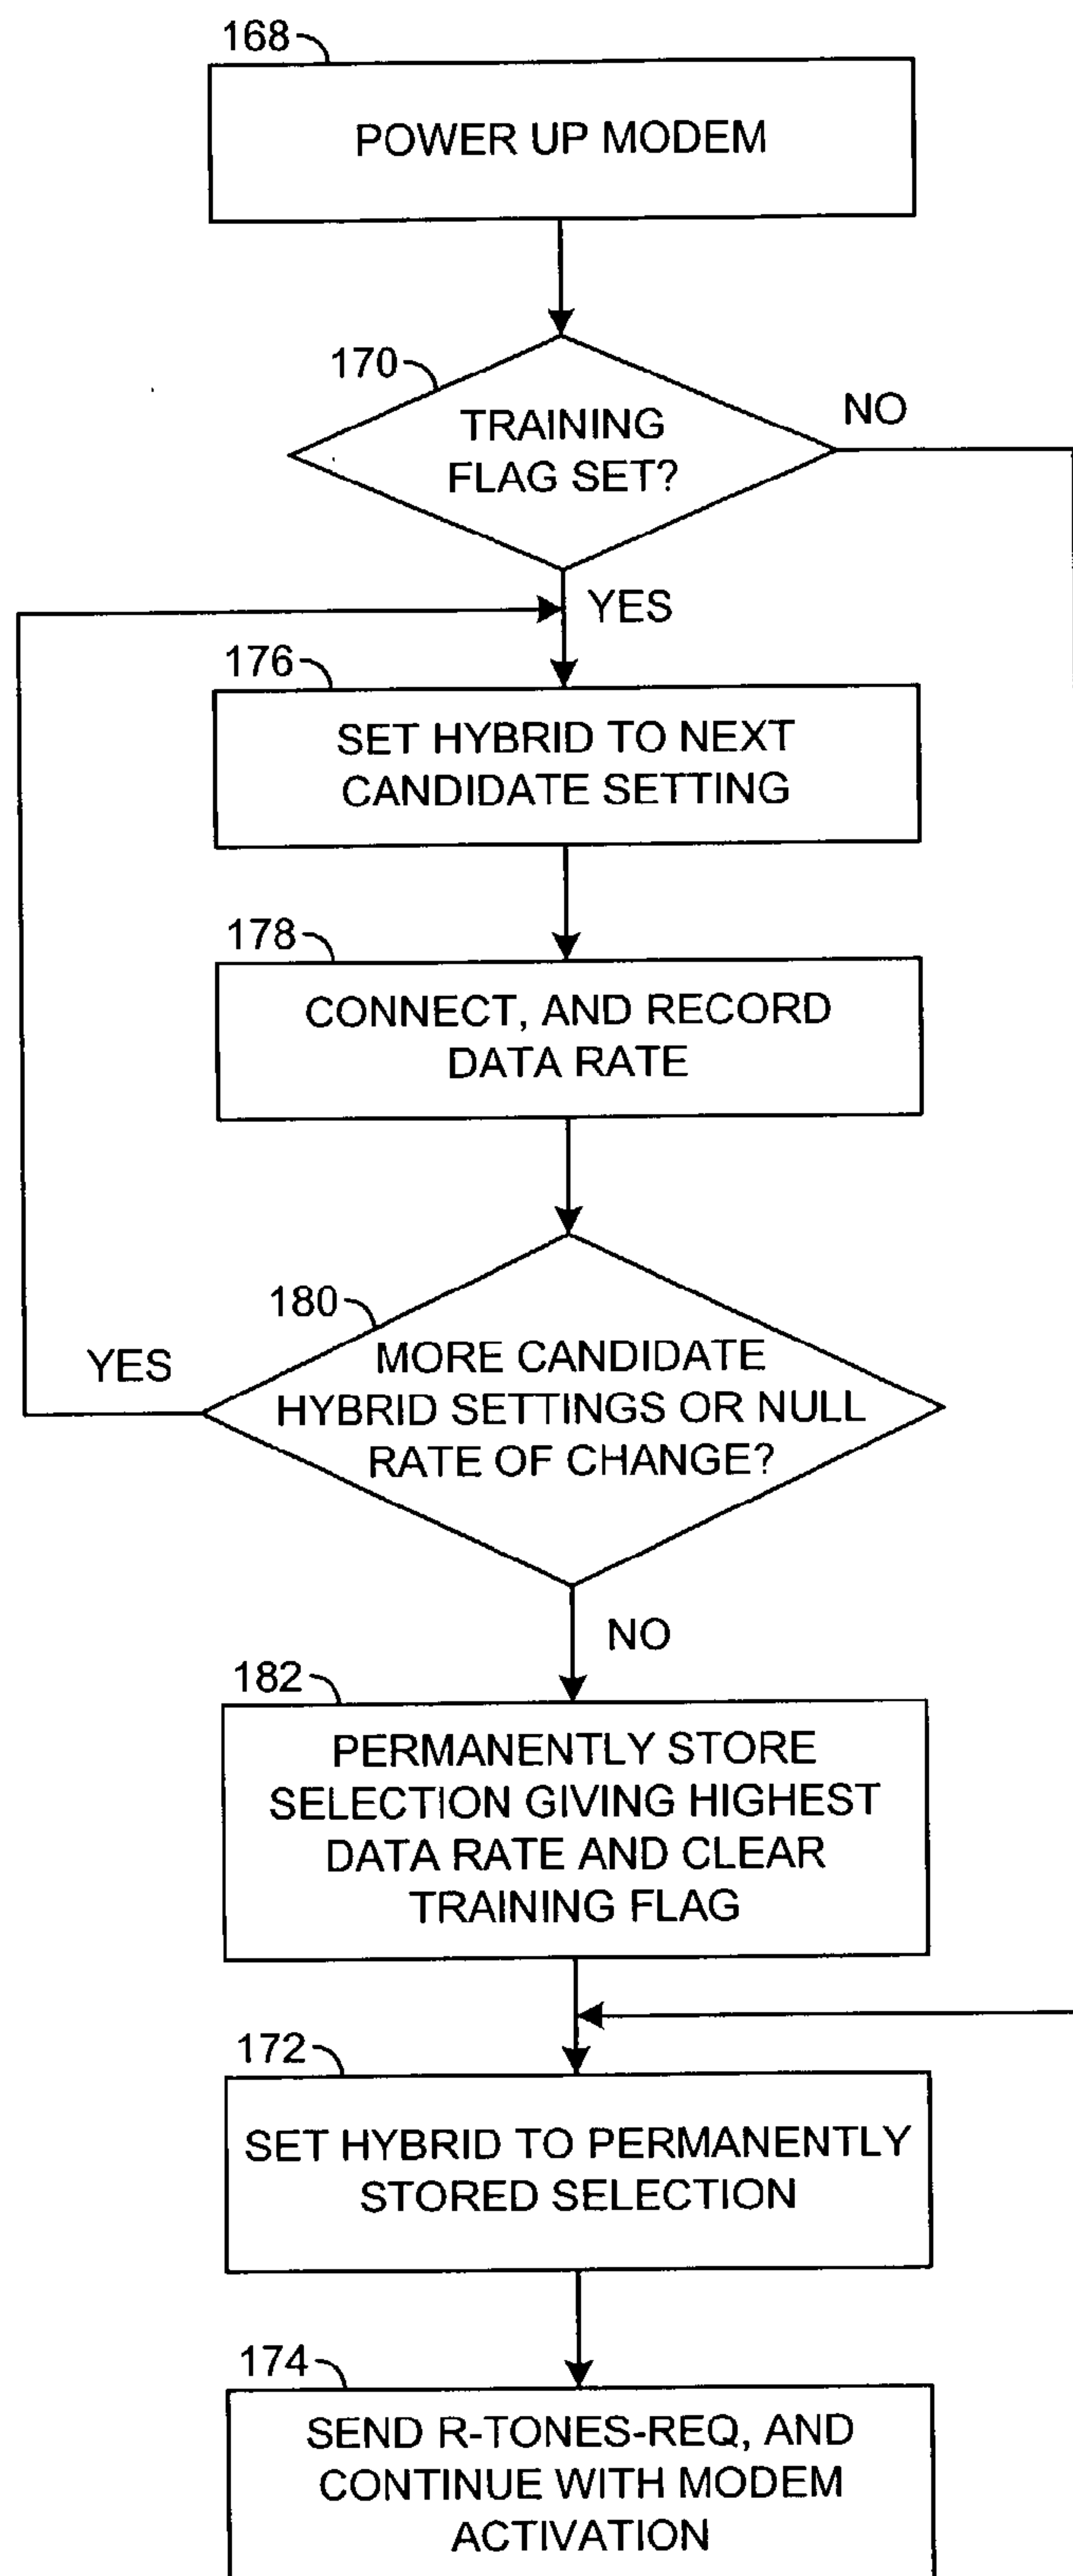 168
POWER UP MODEM
170
TRAINING
FLAG SET?
NO
YES
176
SET HYBRID TO NEXT
CANDIDATE SETTING
178
CONNECT, AND RECORD
DATA RATE
180
MORE CANDIDATE
HYBRID SETTINGS OR NULL
RATE OF CHANGE?
YES
NO
182
PERMANENTLY STORE
SELECTION GIVING HIGHEST
DATA RATE AND CLEAR
TRAINING FLAG
172
SET HYBRID TO PERMANENTLY
STORED SELECTION
174
SEND R-TONES-REQ, AND
CONTINUE WITH MODEM
ACTIVATION